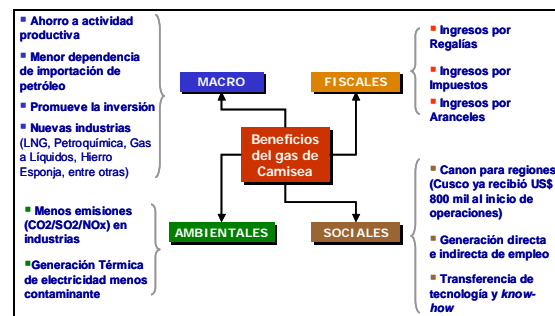 Ahorro a actividad
productiva
Menor dependencia
de importación de
petróleo
Promueve la inversión
Nuevas industrias
(LNG, Petroquímica, Gas
a Líquidos, Hierro
Esponja, entre otras)
MACRO
FISCALES
Ingresos por
Regalías
Ingresos por
Impuestos
Ingresos por
Aranceles
Beneficios
del gas de
Camisea
Menos emisiones
(CO2/SO2/NOx) en
industrias
Generación Térmica
de electricidad menos
contaminante
AMBIENTALES
SOCIALES
Canon para regiones
(Cusco ya recibió US$
800 mil al inicio de
operaciones)
Generación directa
e indirecta de empleo
Transferencia de
tecnología y know-
how